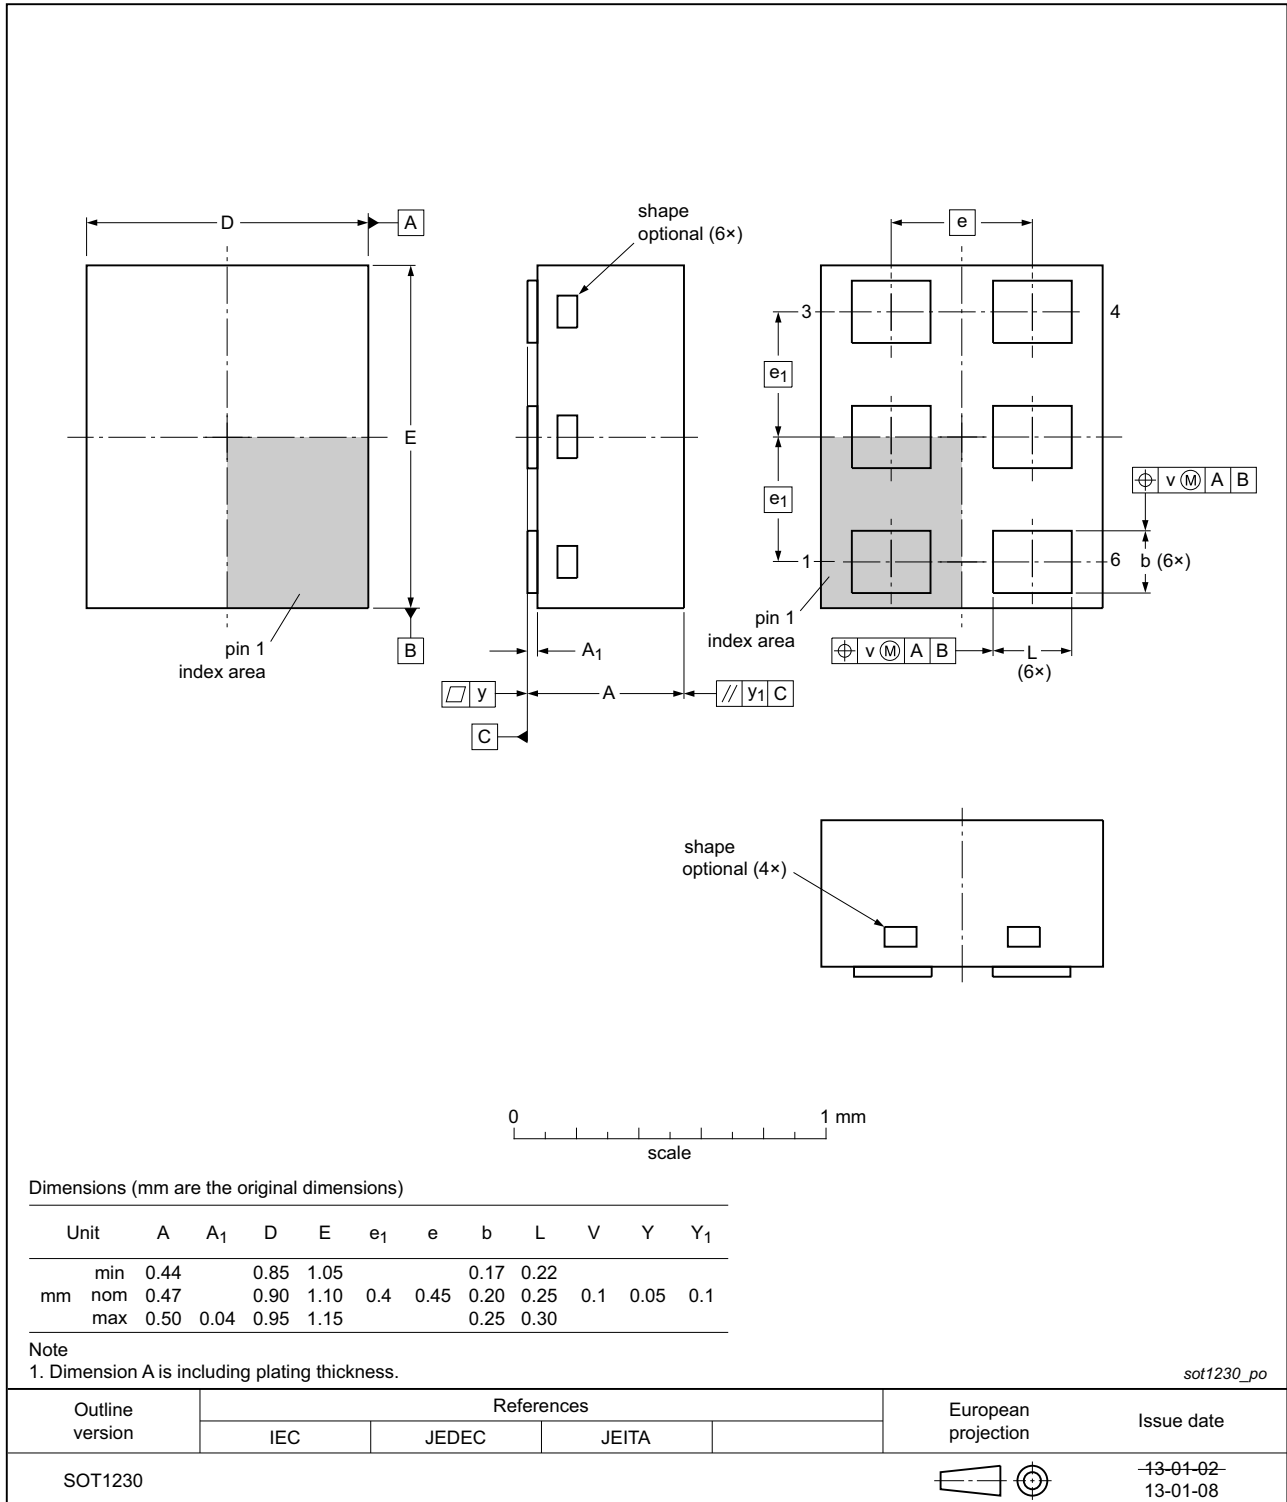 D
A
shape
optional (6×)
e
3
4
e1
E
e1
v M A B
1
6
b (6×)
pin 1
index area
B
A1
pin 1
index area
v M A B
L
(6×)
y
A
// y1 C
C
shape
optional (4×)
0
1 mm
scale
Dimensions (mm are the original dimensions)
Unit A A1 D E e1 e b L V Y Y1
min 0.44 0.85 1.05 0.17 0.22
mm nom 0.47 0.90 1.10 0.4 0.45 0.20 0.25 0.1 0.05 0.1
max 0.50 0.04 0.95 1.15 0.25 0.30
Note
1. Dimension A is including plating thickness.
sot1230_po
Outline
version
References
IEC JEDEC JEITA
European
projection
Issue date
SOT1230
13-01-02
13-01-08